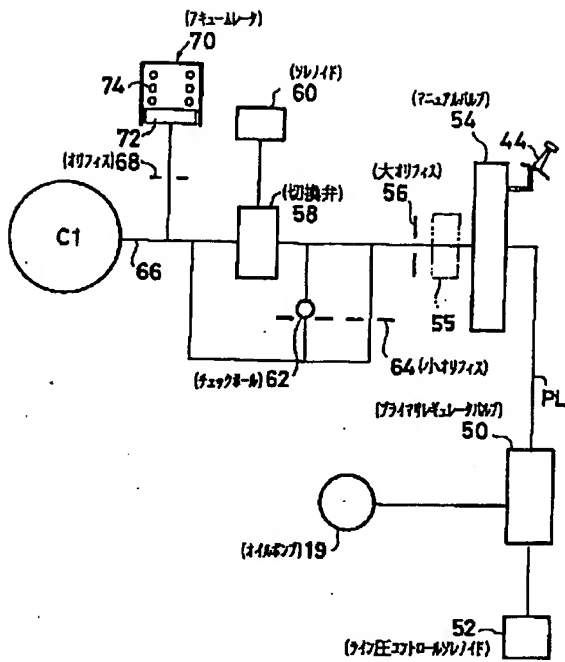 (アキュームレータ)
70
74
72
(ソレノイド)
60
(マニュアルバルブ)
54
44
(オリフィス)68
(切換弁)
58
(大オリフィス)
56
C1
66
55
(チェックボール)62
64(小オリフィス)
PL
(プライマリレギュレータバルブ)
50
(オイルポンプ)19
52
(ライン圧コントロールソレノイド)